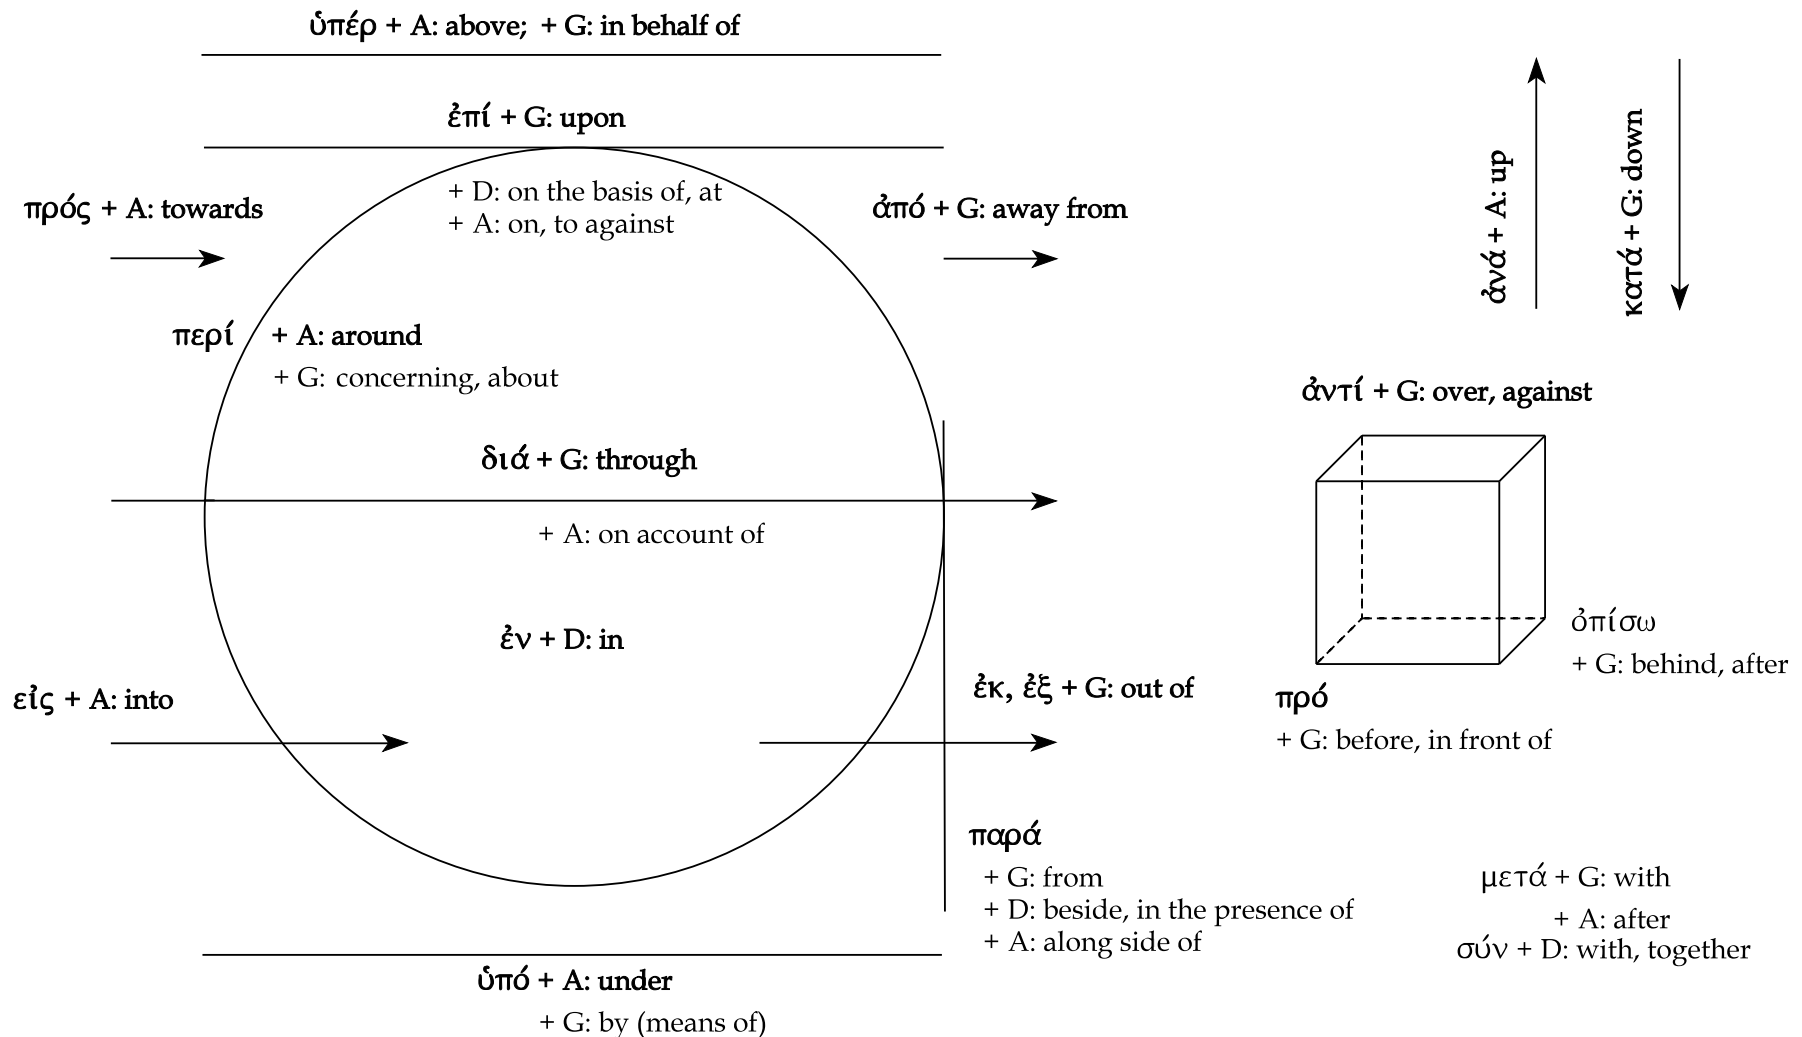 ὑπέρ + A: above; + G: in behalf of
ἐπί + G: upon
+ D: on the basis of, at
+ A: on, to against
πρός + A: towards
ἀπό + G: away from
περί + A: around
+ G: concerning, about
διά + G: through
+ A: on account of
ἐν + D: in
εἰς + A: into
ἐκ, ἐξ + G: out of
παρά
+ G: from
+ D: beside, in the presence of
+ A: along side of
ὑπό + A: under
+ G: by (means of)
ἀνά + A: up
κατά + G: down
ἀντί + G: over, against
ὀπίσω
+ G: behind, after
πρό
+ G: before, in front of
μετά + G: with
+ A: after
σύν + D: with, together